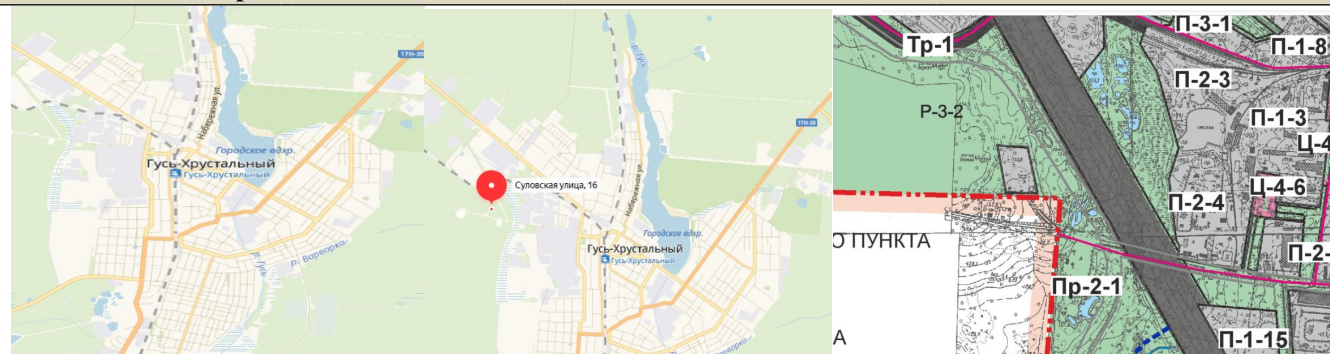 17Н-35
Набережная ул.
Городское вдхр.
Гусь-Хрустальный
Гусь-Хрустальный
р. Гусь
р. Ворворко
р. Гусь
17Н-35
Набережная ул.
Суловская улица, 16
Городское вдхр.
Гусь-Хрустальный
Гусь-Хрустальный
П-3-1
Тр-1
П-1-8
П-2-3
Р-3-2
П-1-3
Ц-4
Ц-4-6
П-2-4
О ПУНКТА
П-2-
Пр-2-1
А
П-1-15